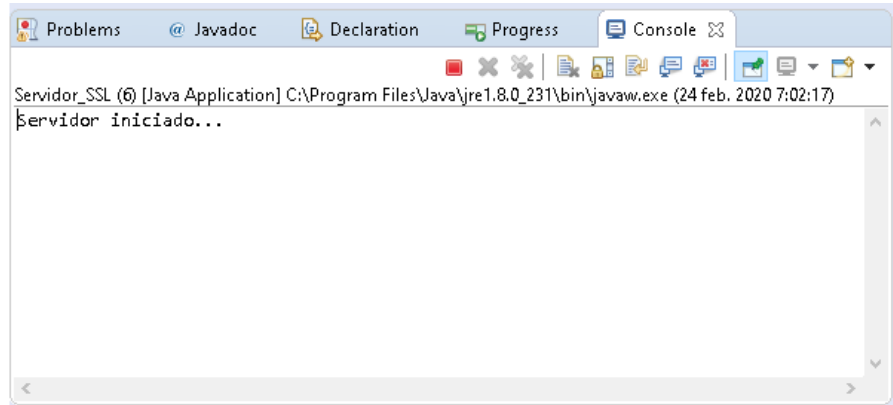 Problems @ Javadoc Declaration Progress Console
Servidor_SSL (6) [Java Application] C:\Program Files\Java\jre1.8.0_231\bin\javaw.exe (24 feb. 2020 7:02:17)
Servidor iniciado...